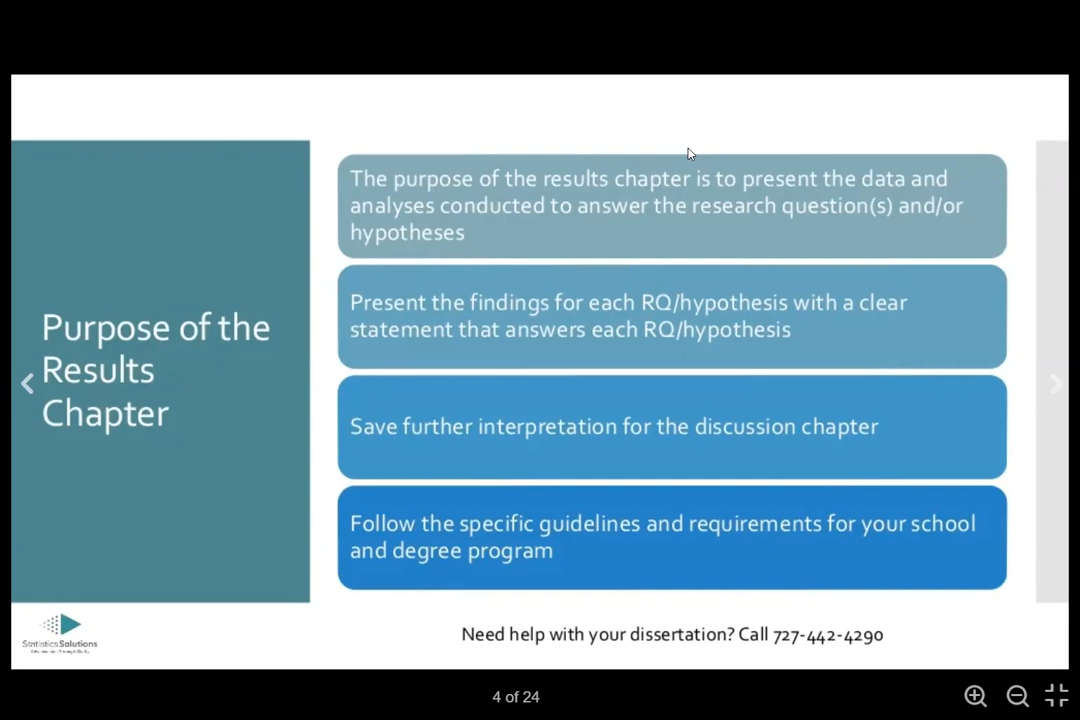 The purpose of the results chapter is to present the data and
analyses conducted to answer the research question(s) and/or
hypotheses
Present the findings for each RQ/hypothesis with a clear
statement that answers each RQ/hypothesis
Purpose of the
Results
Chapter
Save further interpretation for the discussion chapter
Follow the specific guidelines and requirements for your school
and degree program
StatisticsSolutions
Need help with your dissertation? Call 727-442-4290
4 of 24